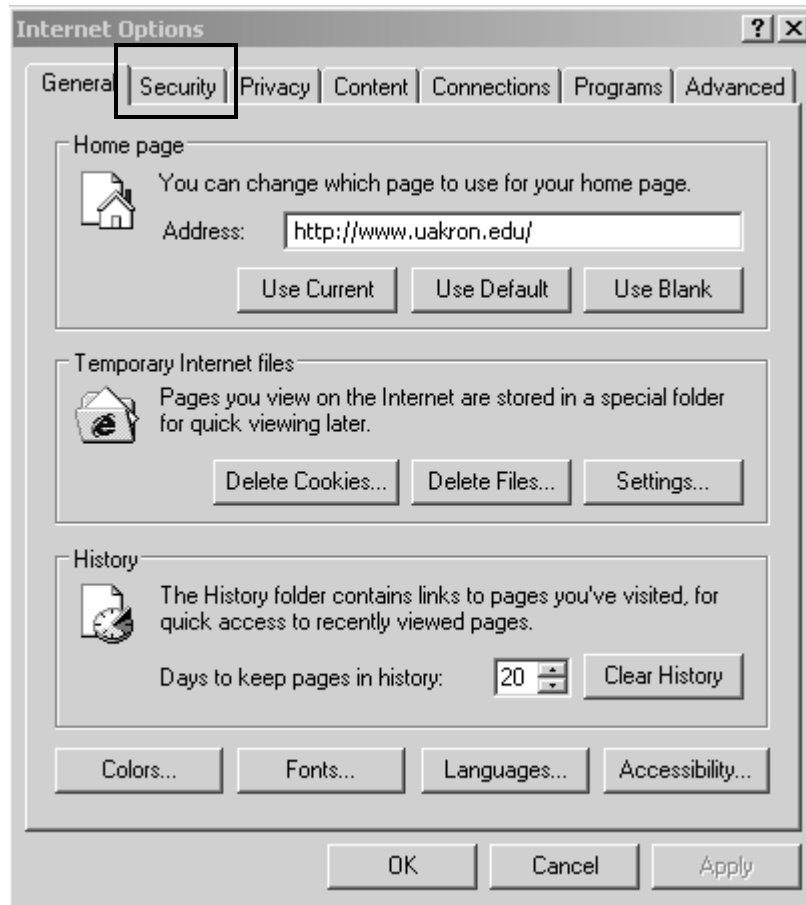 Internet Options
General Security Privacy Content Connections Programs Advanced
Home page
You can change which page to use for your home page.
Address: http://www.uakron.edu/
Use Current Use Default Use Blank
Temporary Internet files
Pages you view on the Internet are stored in a special folder
for quick viewing later.
Delete Cookies... Delete Files... Settings...
History
The History folder contains links to pages you've visited, for
quick access to recently viewed pages.
Days to keep pages in history: 20 Clear History
Colors... Fonts... Languages... Accessibility...
OK Cancel Apply